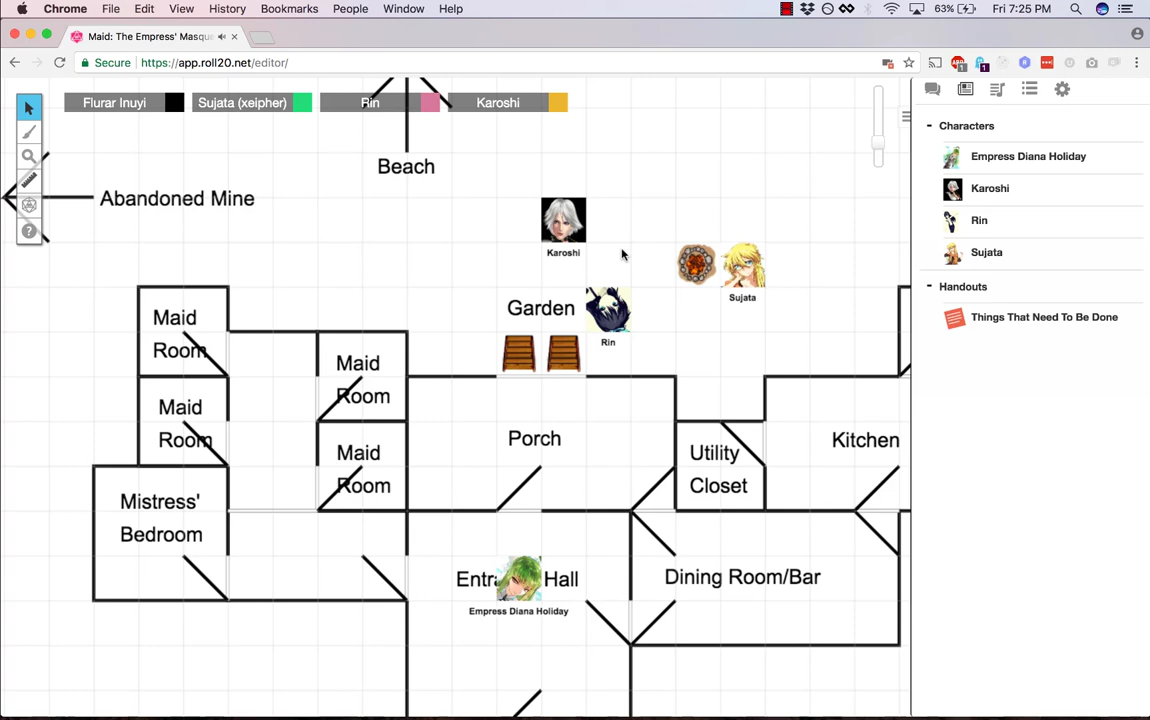 Chrome File Edit View History Bookmarks People Window Help 63% Fri 7:25 PM
Maid: The Empress' Masque
Secure https://app.roll20.net/editor/
Flurar Inuyi Sujata (xeipher) Rin Karoshi
Beach
Abandoned Mine
Karoshi
Sujata
Garden
Rin
Maid
Room
Maid
Room
Maid
Room
Maid
Room
Mistress'
Bedroom
Porch
Utility
Closet
Kitchen
Hall
Empress Diana Holiday
Dining Room/Bar
Characters
Empress Diana Holiday
Karoshi
Rin
Sujata
Handouts
Things That Need To Be Done